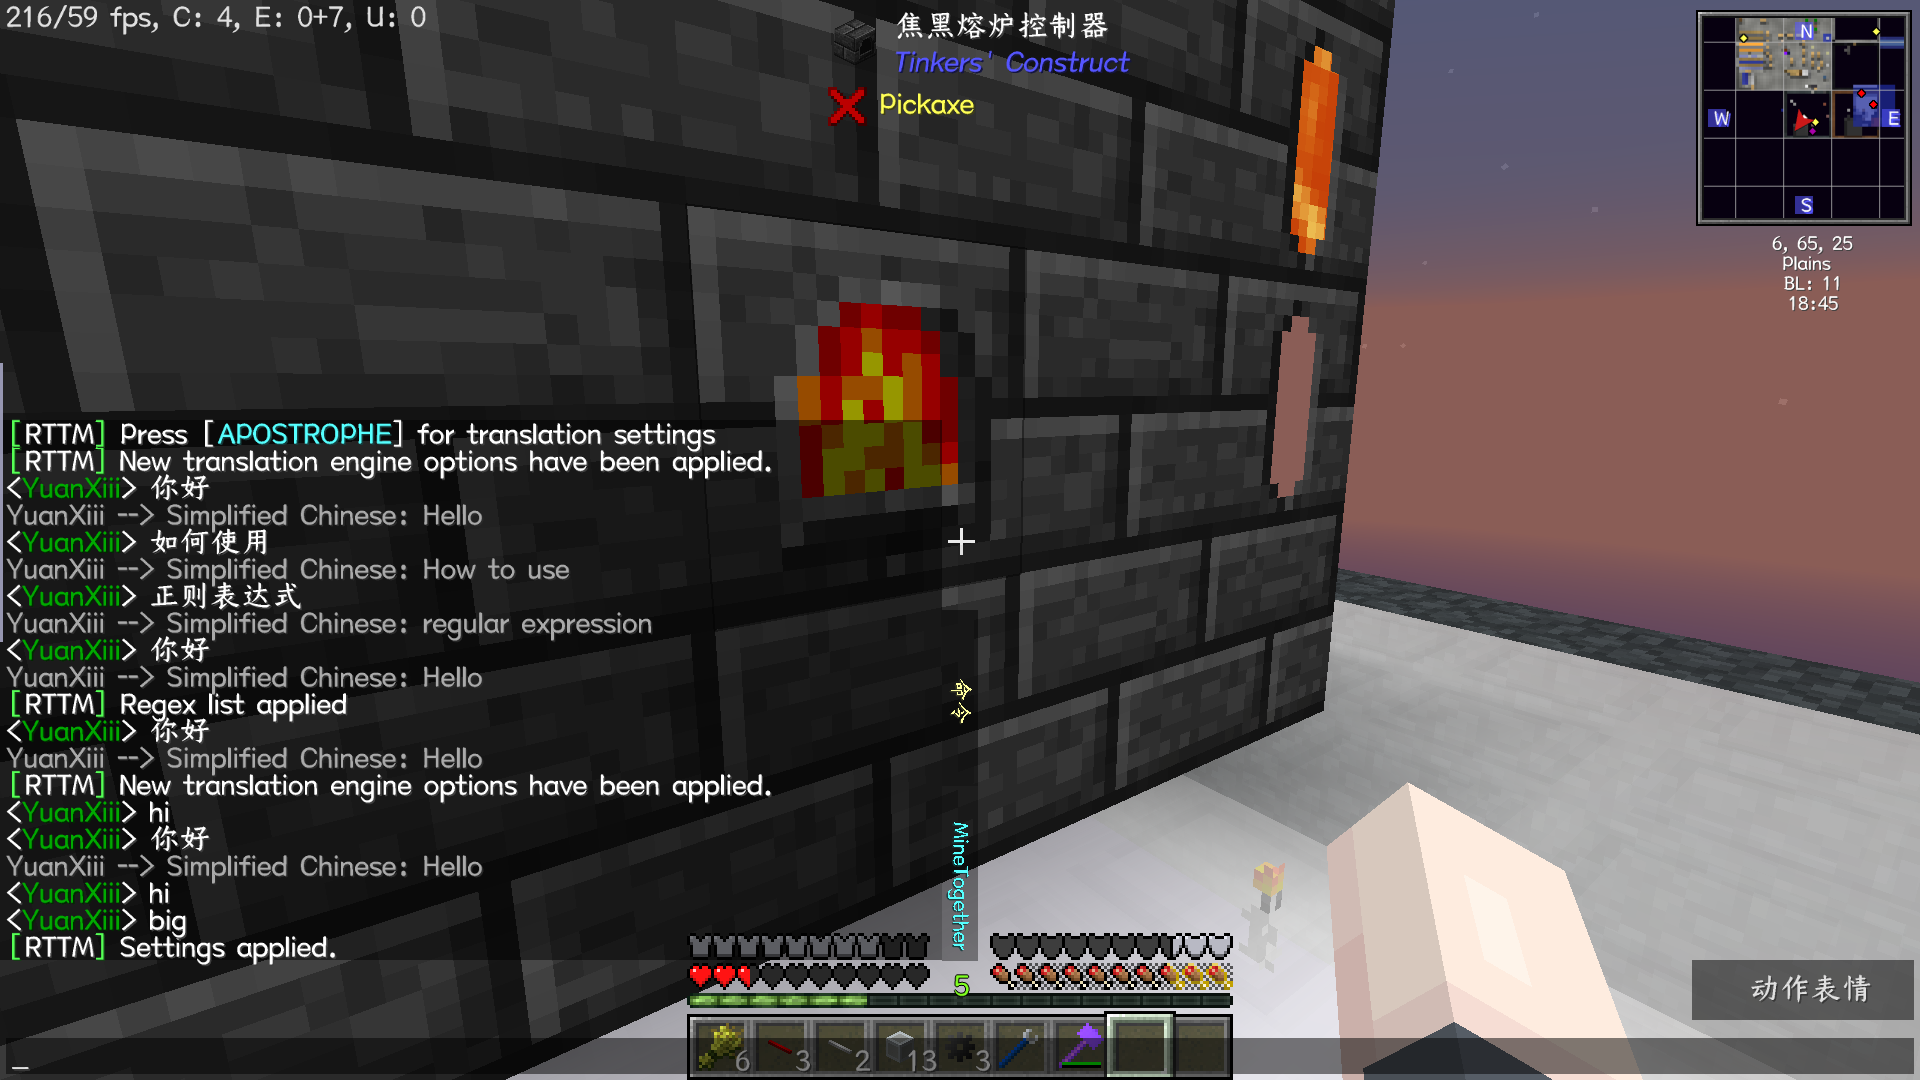 216/59 fps, C: 4, E: 0+7, U: 0
焦黑熔炉控制器
Tinkers' Construct
Pickaxe
N
W
E
S
6, 65, 25
Plains
BL: 11
18:45
[RTTM] Press [APOSTROPHE] for translation settings
[RTTM] New translation engine options have been applied.
<YuanXiii> 你好
YuanXiii --> Simplified Chinese: Hello
<YuanXiii> 如何使用
YuanXiii --> Simplified Chinese: How to use
<YuanXiii> 正则表达式
YuanXiii --> Simplified Chinese: regular expression
<YuanXiii> 你好
YuanXiii --> Simplified Chinese: Hello
[RTTM] Regex list applied
<YuanXiii> 你好
YuanXiii --> Simplified Chinese: Hello
[RTTM] New translation engine options have been applied.
<YuanXiii> hi
<YuanXiii> 你好
YuanXiii --> Simplified Chinese: Hello
<YuanXiii> hi
<YuanXiii> big
[RTTM] Settings applied.
命令
MineTogether
5
6
3
2
13
3
动作表情
_